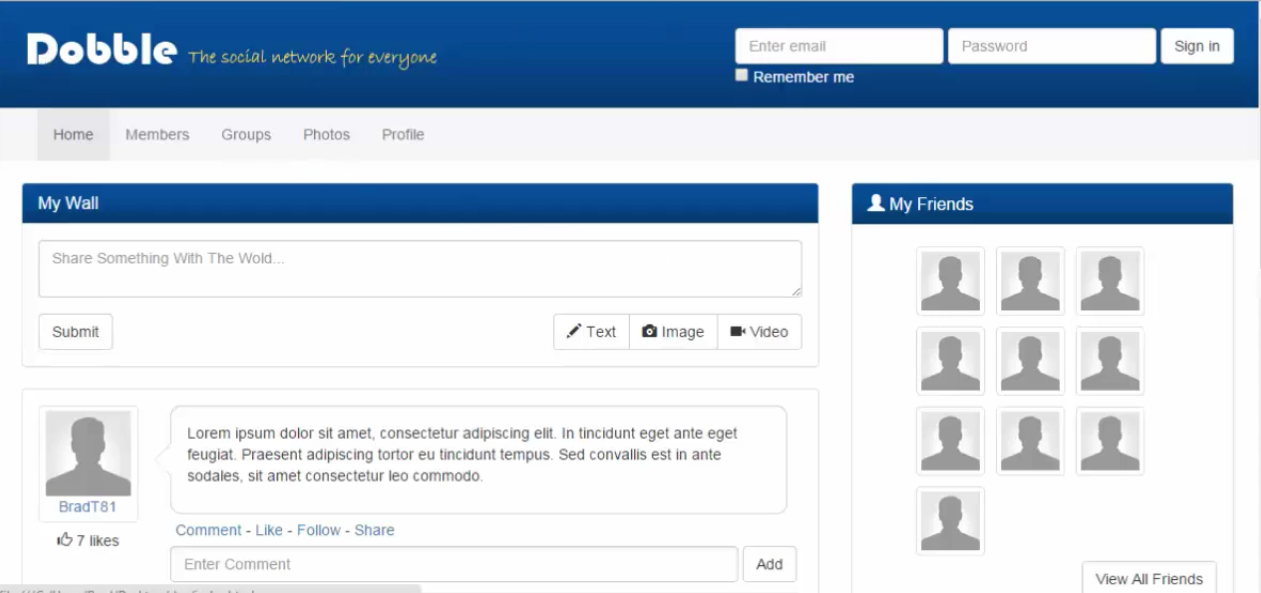 Dobble The social network for everyone
Enter email Password Sign in
Remember me
Home Members Groups Photos Profile
My Wall
Share Something With The Wold...
Submit Text Image Video
Lorem ipsum dolor sit amet, consectetur adipiscing elit. In tincidunt eget ante eget
feugiat. Praesent adipiscing tortor eu tincidunt tempus. Sed convallis est in ante
sodales, sit amet consectetur leo commodo.
BradT81
7 likes
Comment - Like - Follow - Share
Enter Comment Add
My Friends
View All Friends